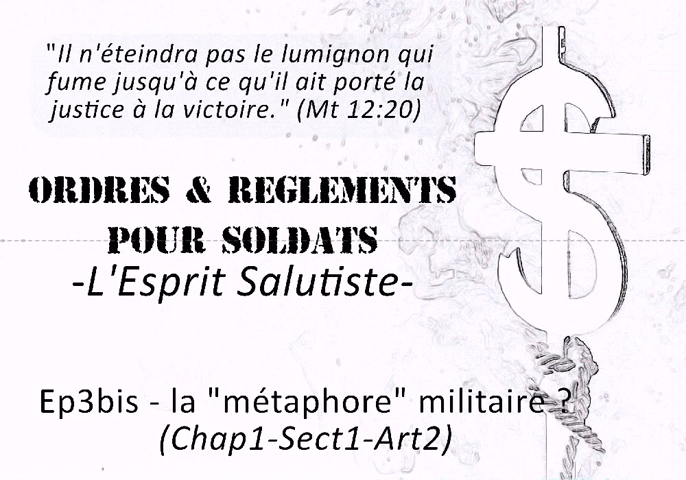 "Il n'éteindra pas le lumignon qui
fume jusqu'à ce qu'il ait porté la
justice à la victoire." (Mt 12:20)
ORDRES & REGLEMENTS
POUR SOLDATS
-L'Esprit Salutiste-
Ep3bis - la "métaphore" militaire ?
(Chap1-Sect1-Art2)